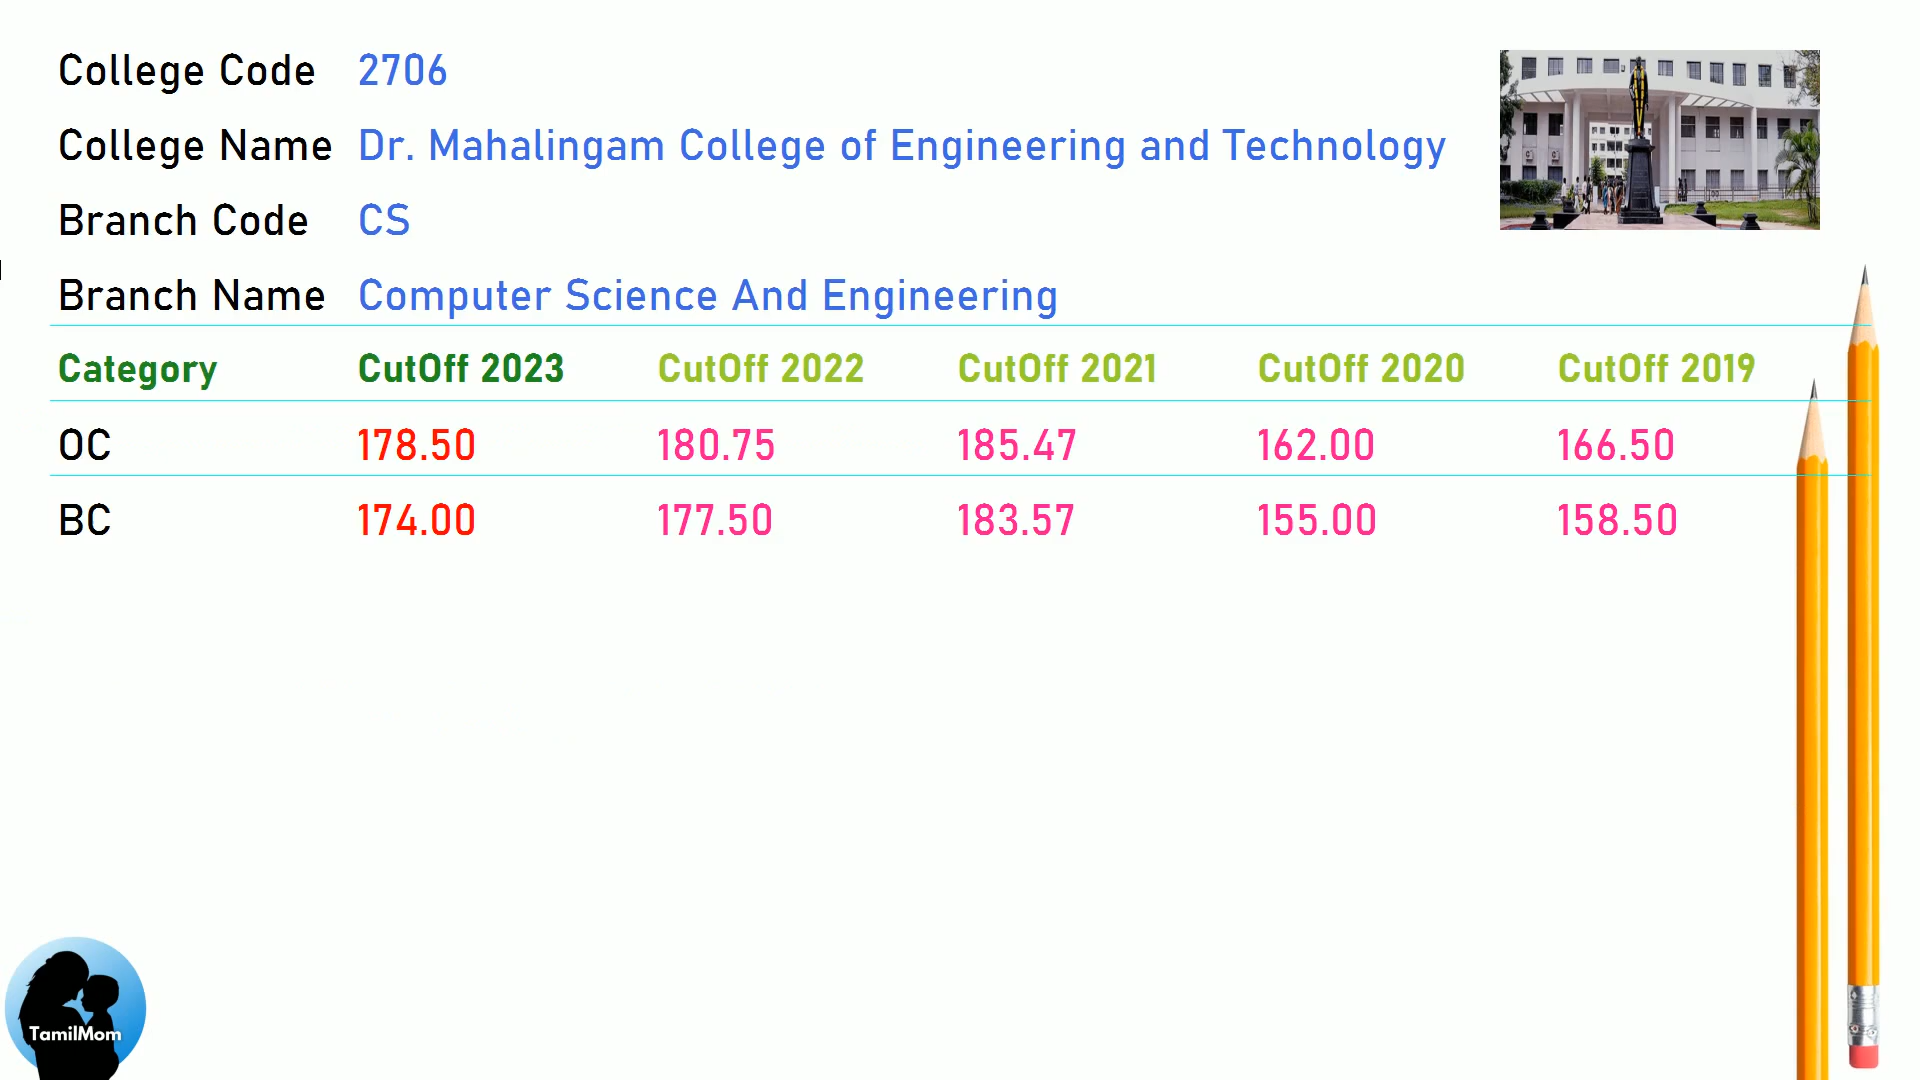 College Code 2706
College Name Dr. Mahalingam College of Engineering and Technology
Branch Code CS
Branch Name Computer Science And Engineering
Category CutOff 2023 CutOff 2022 CutOff 2021 CutOff 2020 CutOff 2019
OC 178.50 180.75 185.47 162.00 166.50
BC 174.00 177.50 183.57 155.00 158.50
TamilMom